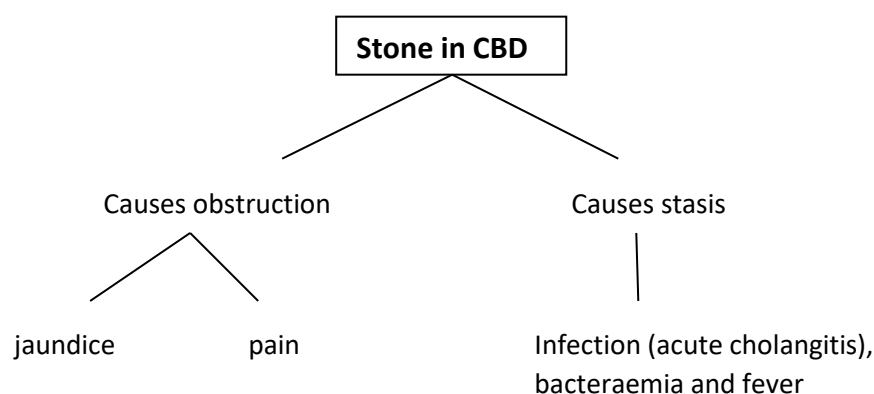 Stone in CBD
Causes obstruction
Causes stasis
jaundice
pain
Infection (acute cholangitis),
bacteraemia and fever